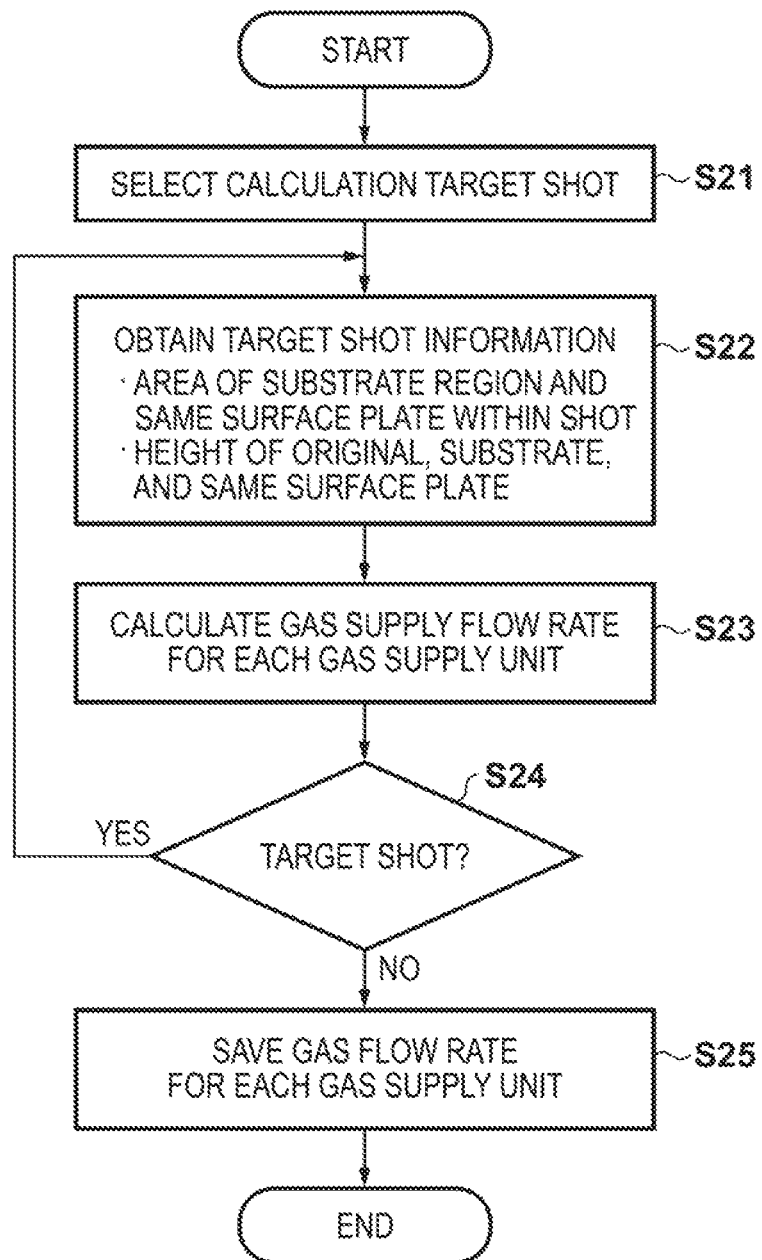 START
SELECT CALCULATION TARGET SHOT
S21
OBTAIN TARGET SHOT INFORMATION
· AREA OF SUBSTRATE REGION AND
SAME SURFACE PLATE WITHIN SHOT
· HEIGHT OF ORIGINAL, SUBSTRATE,
AND SAME SURFACE PLATE
S22
CALCULATE GAS SUPPLY FLOW RATE
FOR EACH GAS SUPPLY UNIT
S23
S24
YES
TARGET SHOT?
NO
SAVE GAS FLOW RATE
FOR EACH GAS SUPPLY UNIT
S25
END